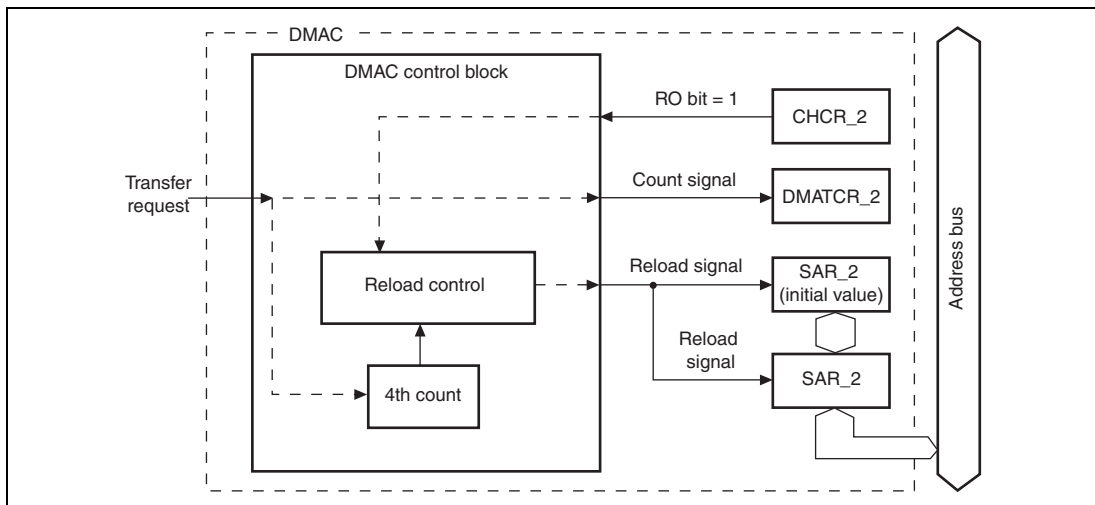 DMAC
DMAC control block
RO bit = 1
CHCR_2
Transfer
request
Count signal
DMATCR_2
Reload control
Reload signal
SAR_2
(initial value)
Reload
signal
SAR_2
4th count
Address bus